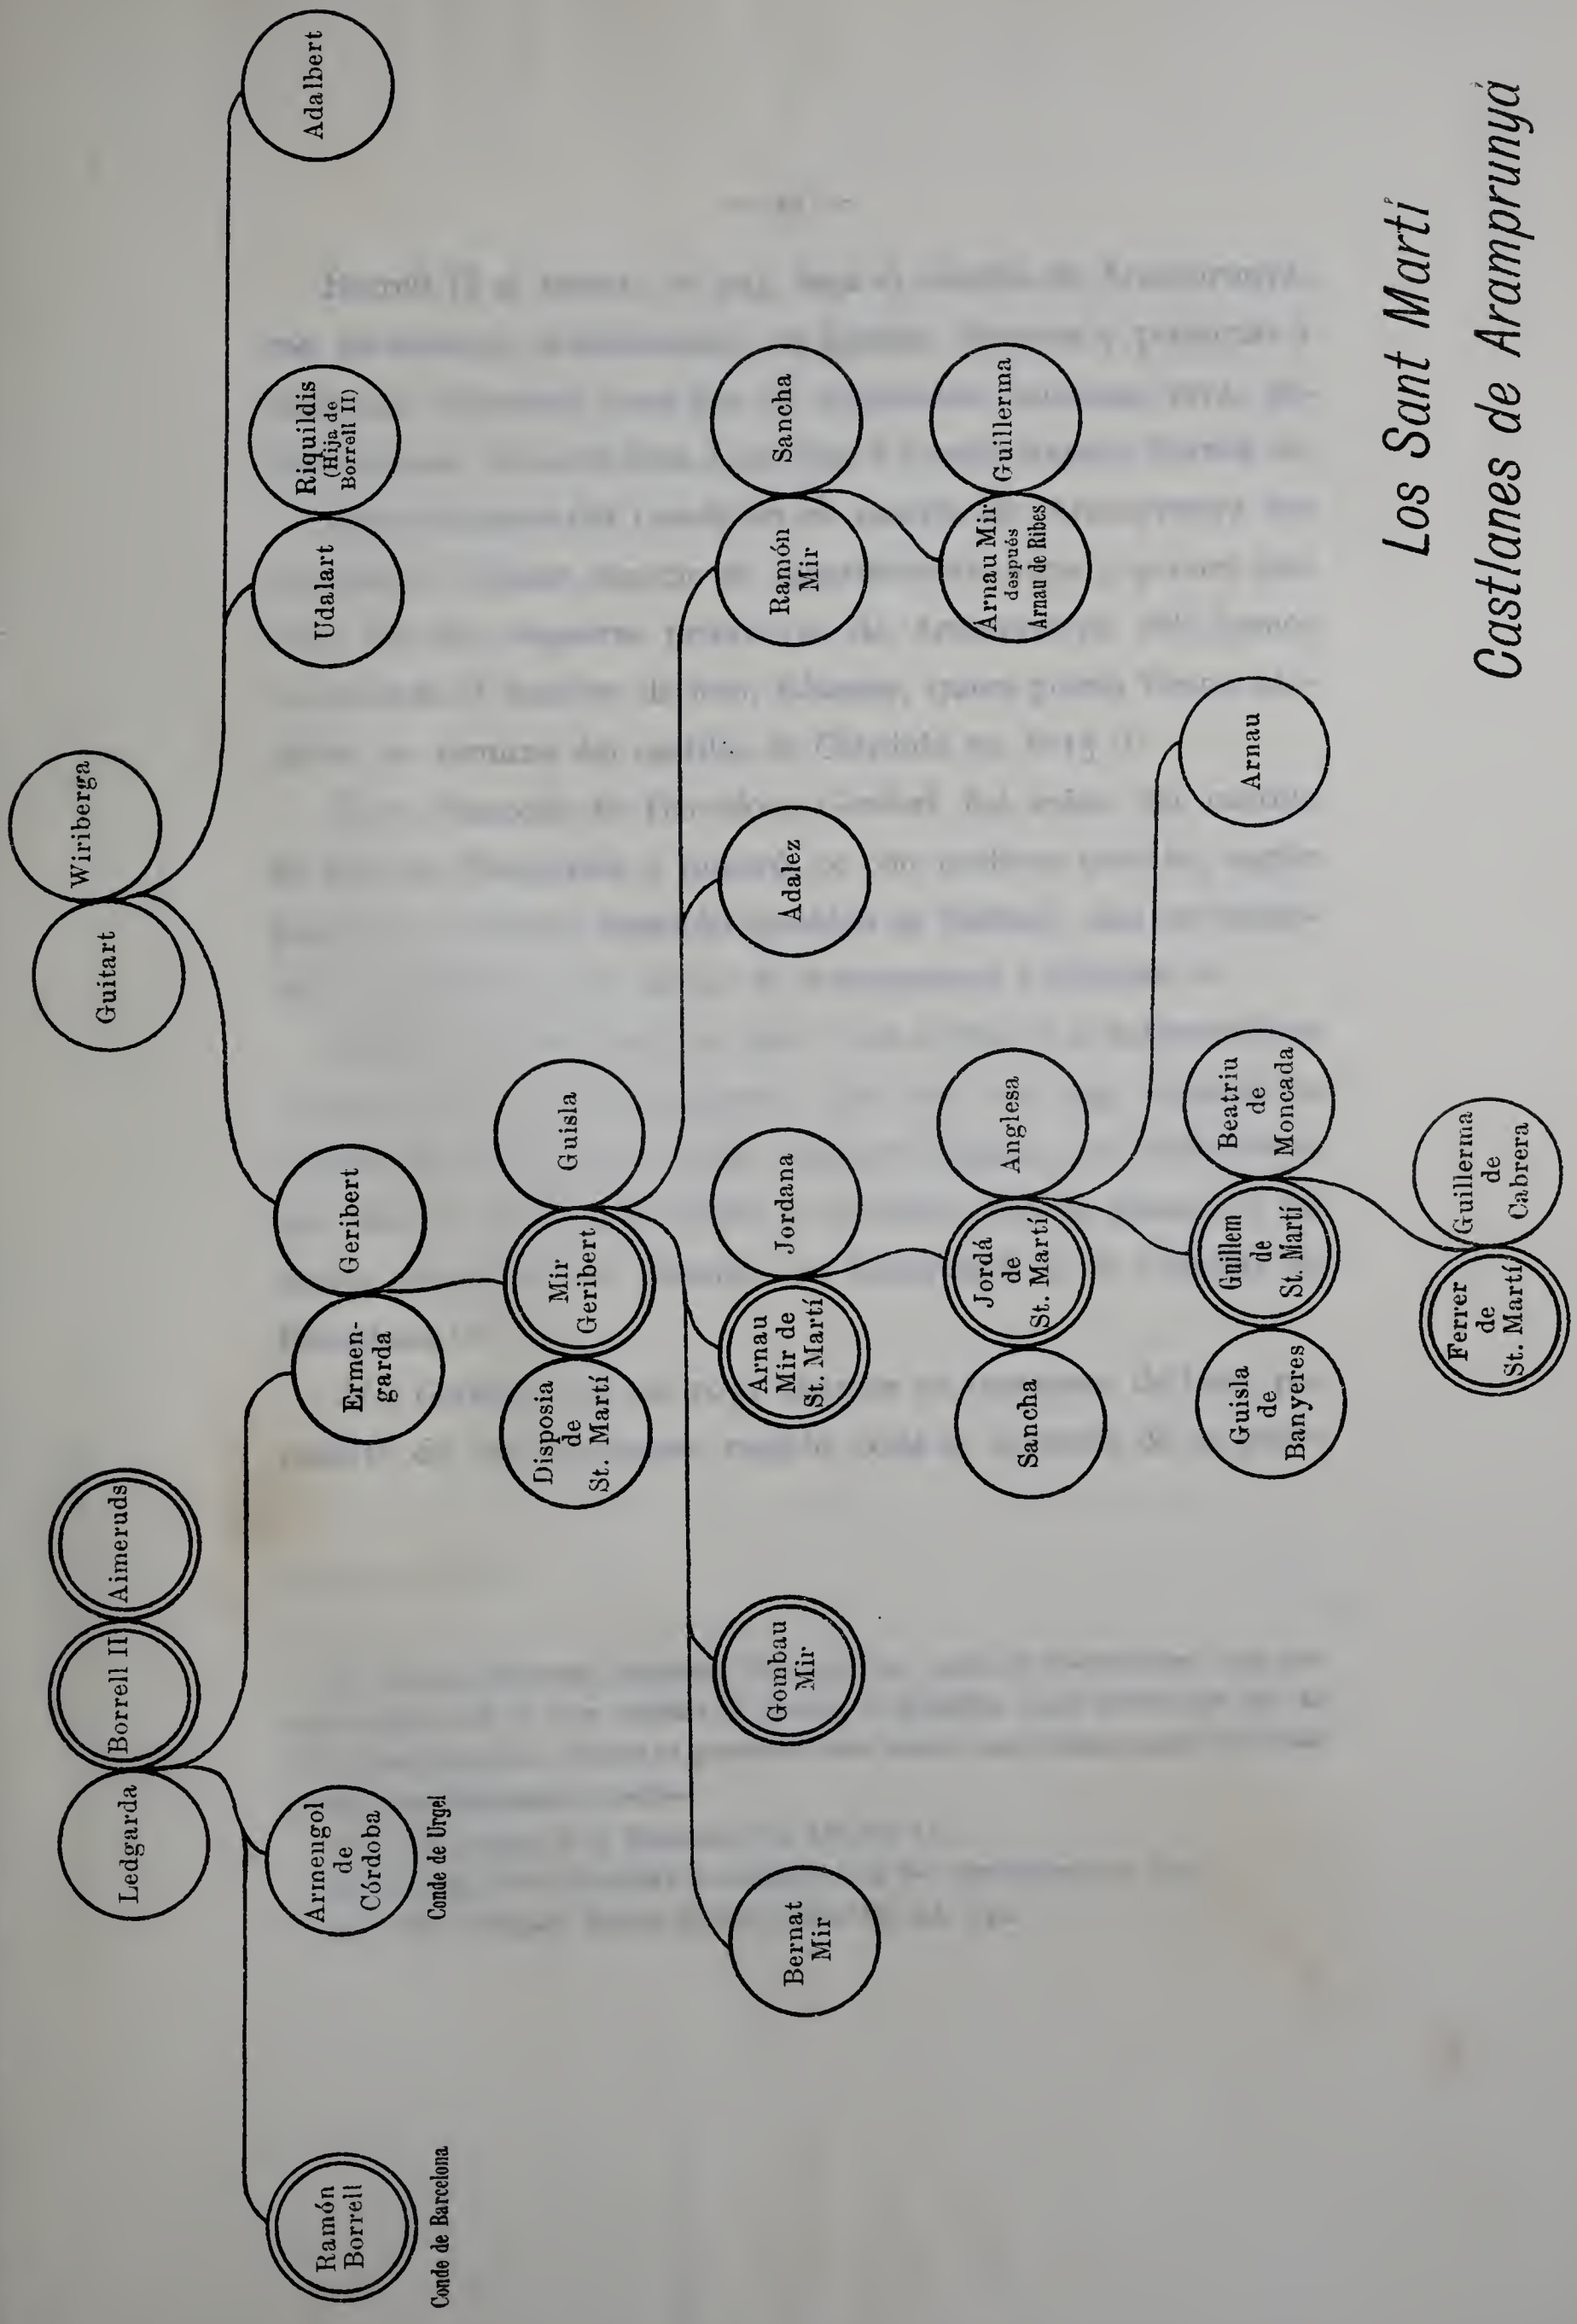 Ledgarda
Borrell II
Aimeruds
Guitart
Wiriberga
Ramón
Borrell
Conde de Barcelona
Armengol
de
Córdoba
Conde de Urgel
Ermen-
garda
Geribert
Udalart
Riquildis
(Hija de
Borrell II)
Adalbert
Disposia
de
St. Martí
Mir
Geribert
Guisla
Bernat
Mir
Gombau
Mir
Arnau
Mir de
St. Martí
Jordana
Adalez
Ramón
Mir
Sancha
Sancha
Jordá
de
St. Martí
Anglesa
Arnau Mir
después
Arnau de Ribes
Guillerma
Guisla
de
Banyeres
Guillem
de
St. Martí
Beatriu
de
Moncada
Arnau
Ferrer
de
St. Martí
Guillerma
de
Cabrera
Los Sant Martí
Castlanes de Aramprunyá